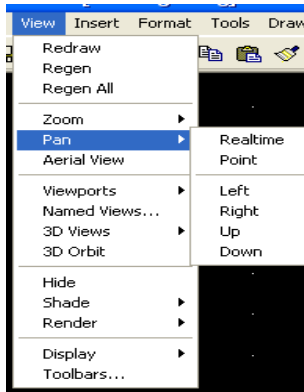 View Insert Format Tools Draw
Redraw
Regen
Regen All
Zoom
Pan
Aerial View
Viewports
Named Views...
3D Views
3D Orbit
Hide
Shade
Render
Display
Toolbars...
Realtime
Point
Left
Right
Up
Down